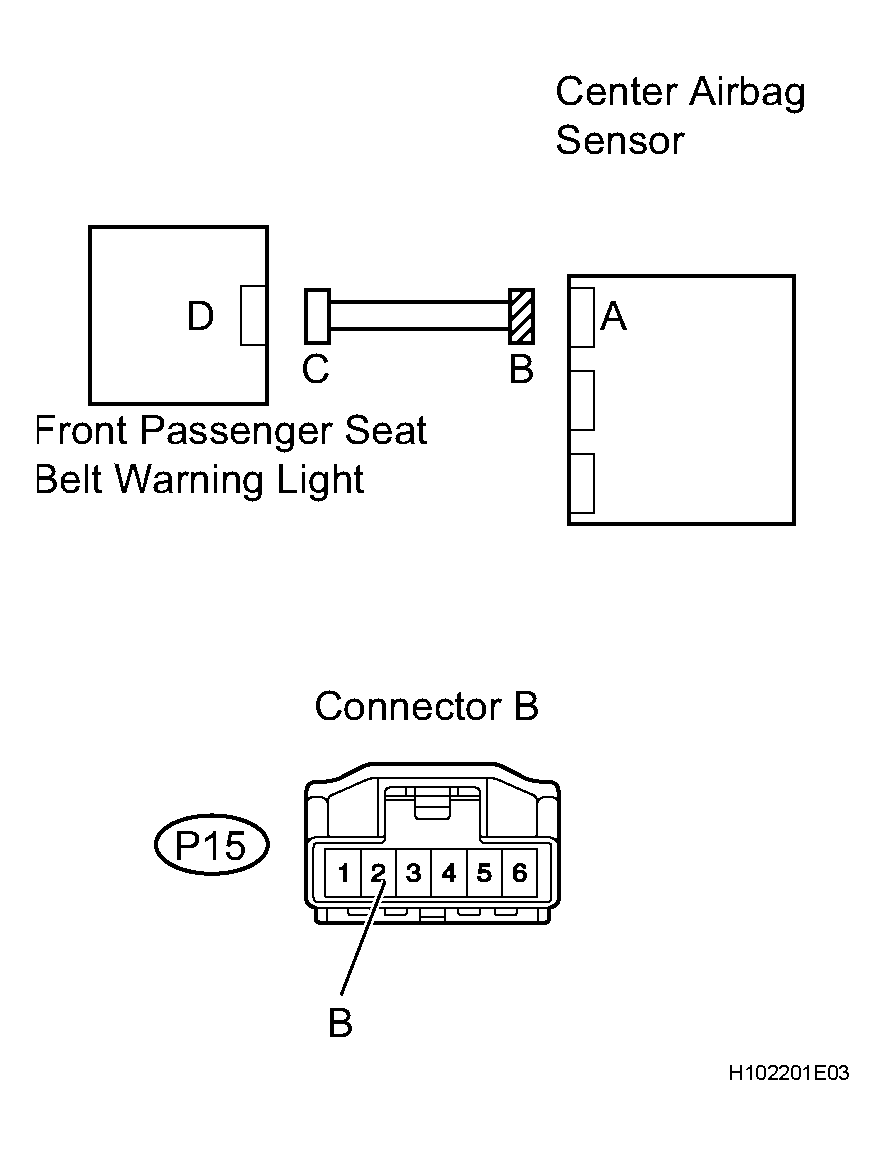 Center Airbag
Sensor
D
A
C
B
Front Passenger Seat
Belt Warning Light
Connector B
P15
1 2 3 4 5 6
B
H102201E03